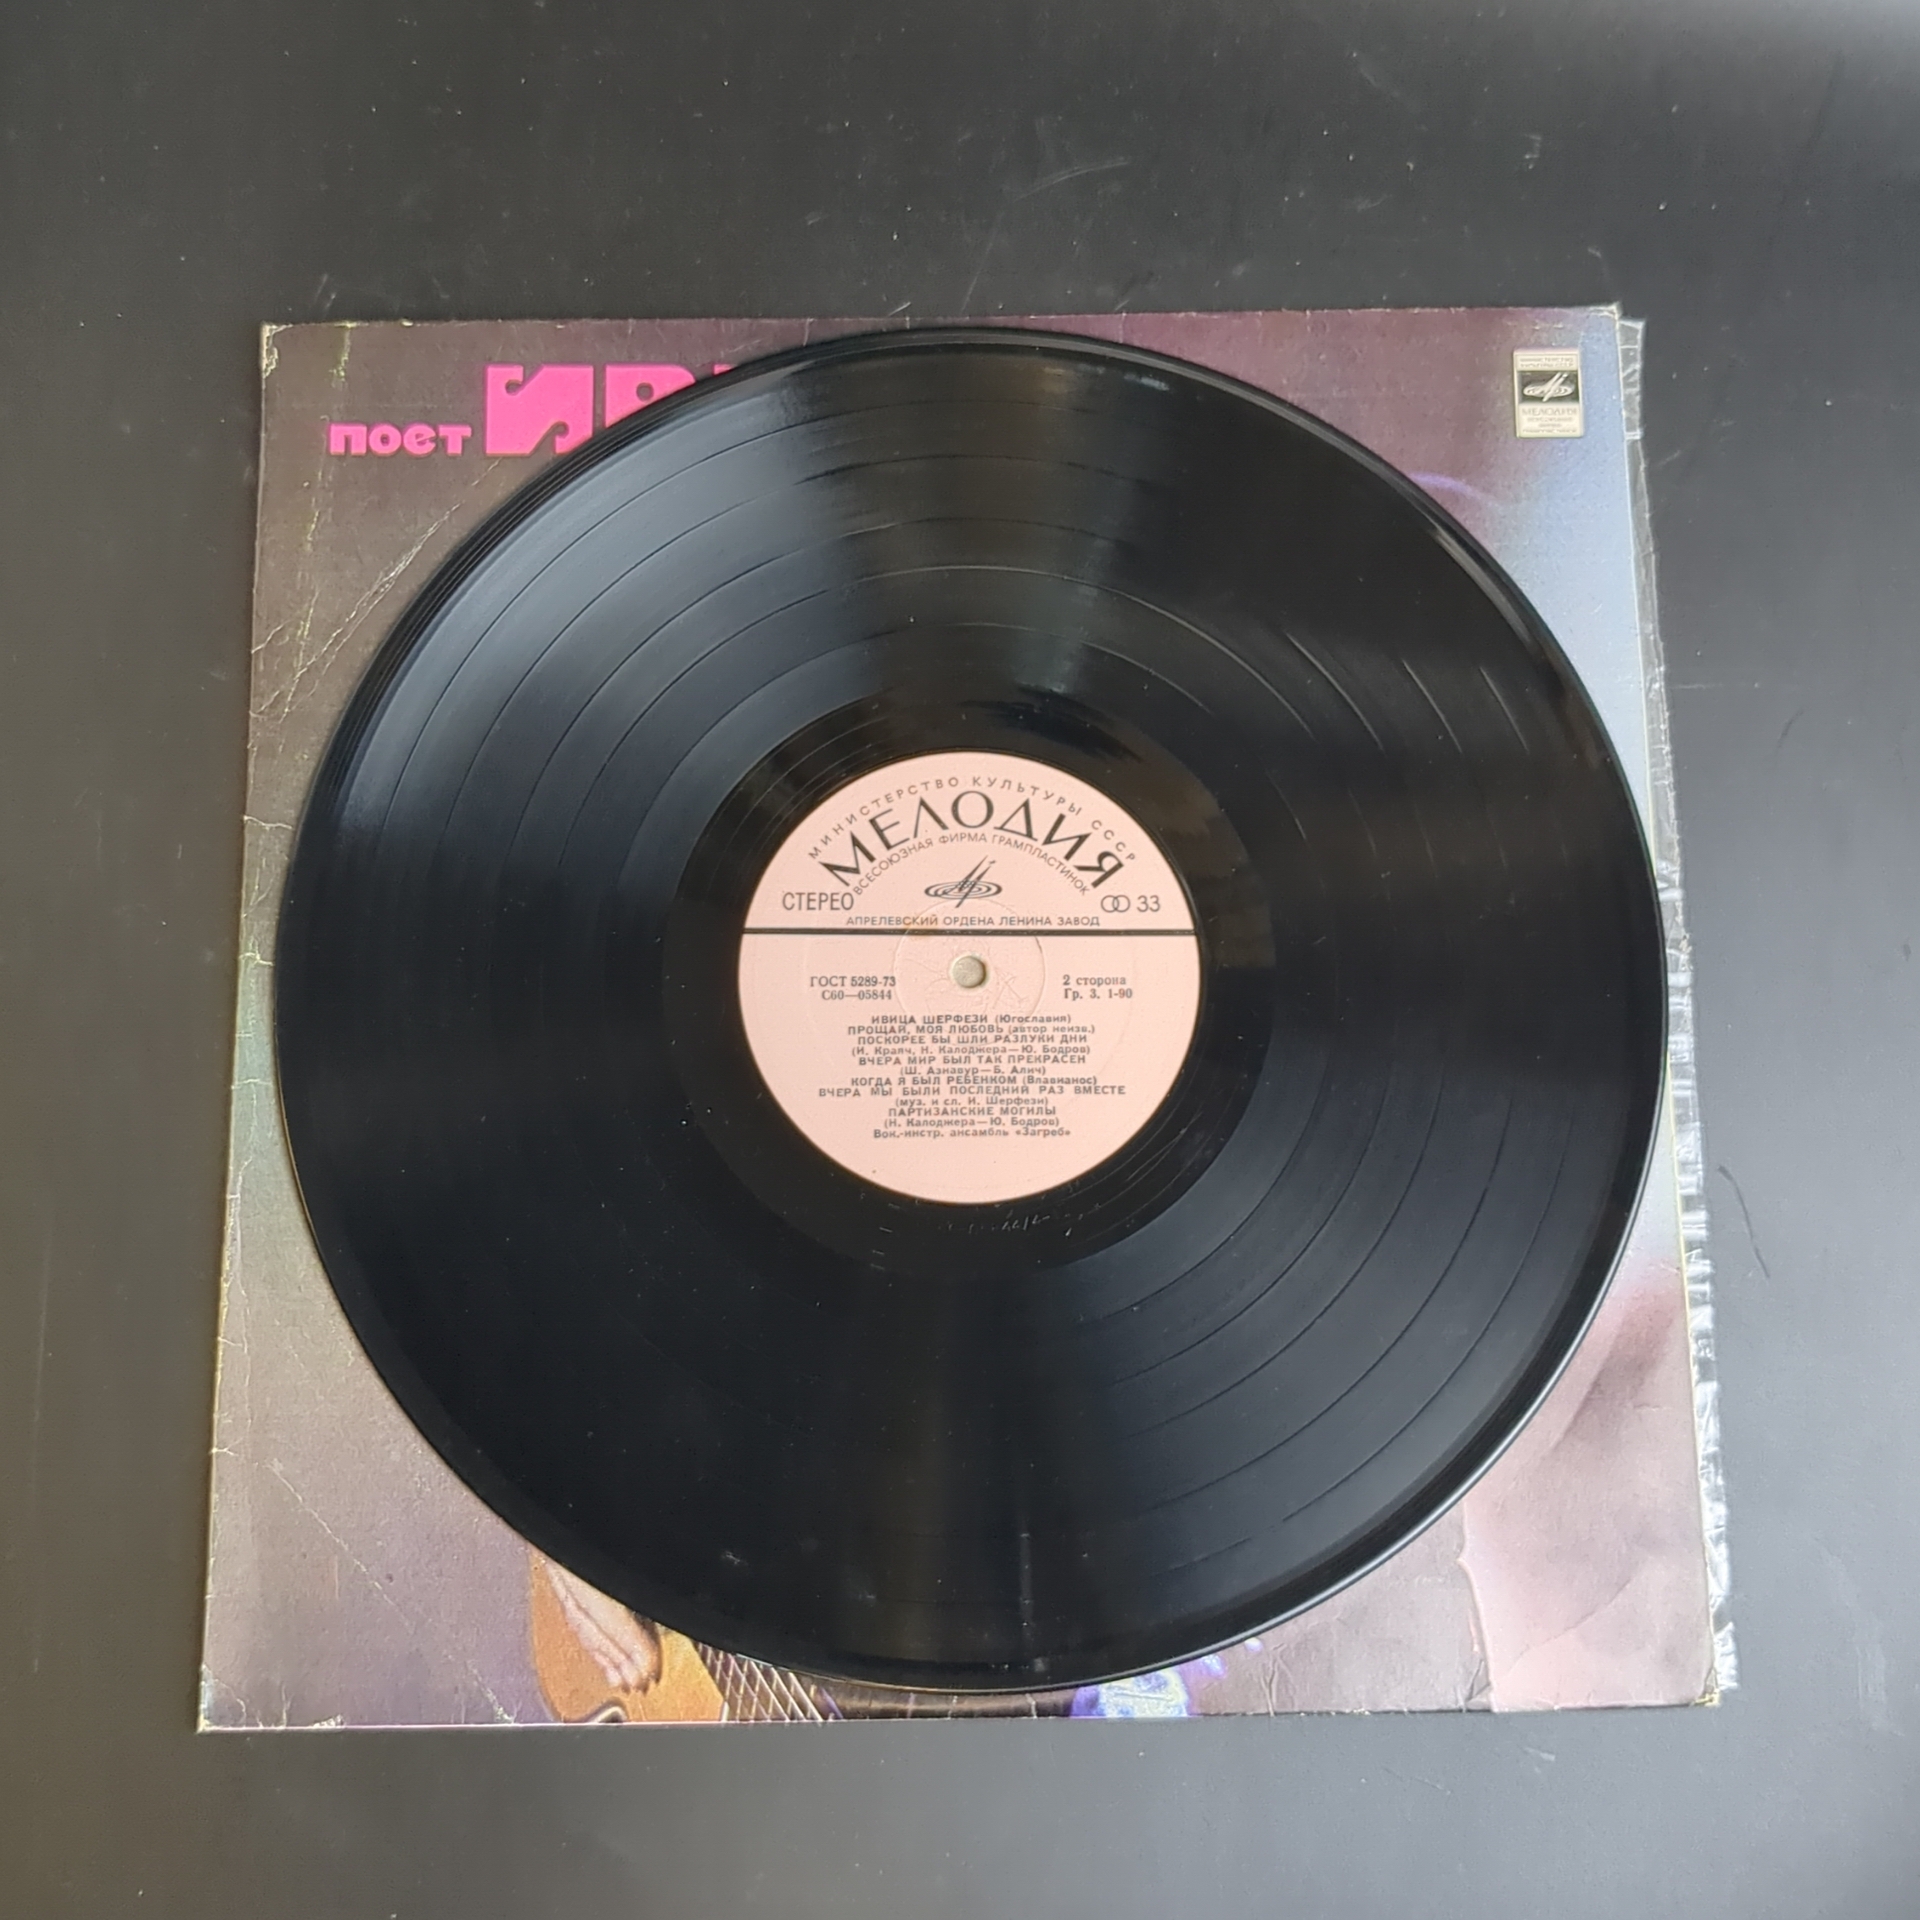 поет
МЕЛОДИЯ
МИНИСТЕРСТВО КУЛЬТУРЫ СССР
МЕЛОДИЯ
ВСЕСОЮЗНАЯ ФИРМА ГРАМПЛАСТИНОК
СТЕРЕО
33
АПРЕЛЕВСКИЙ ОРДЕНА ЛЕНИНА ЗАВОД
ГОСТ 5289-73 2 сторона
С60—05844 Гр. 3. 1-90
ИВИЦА ШЕРФЕЗИ (Югославия)
ПРОЩАЙ, МОЯ ЛЮБОВЬ (автор неизв.)
ПОСКОРЕЕ БЫ ШЛИ РАЗЛУКИ ДНИ
(И. Краяч, Н. Калоджера—Ю. Бодров)
ВЧЕРА МИР БЫЛ ТАК ПРЕКРАСЕН
(Ш. Азнавур—Б. Алич)
КОГДА Я БЫЛ РЕБЕНКОМ (Влавианос)
ВЧЕРА МЫ БЫЛИ ПОСЛЕДНИЙ РАЗ ВМЕСТЕ
(муз. и сл. И. Шерфези)
ПАРТИЗАНСКИЕ МОГИЛЫ
(Н. Калоджера—Ю. Бодров)
Вок.-инстр. ансамбль «Загреб»